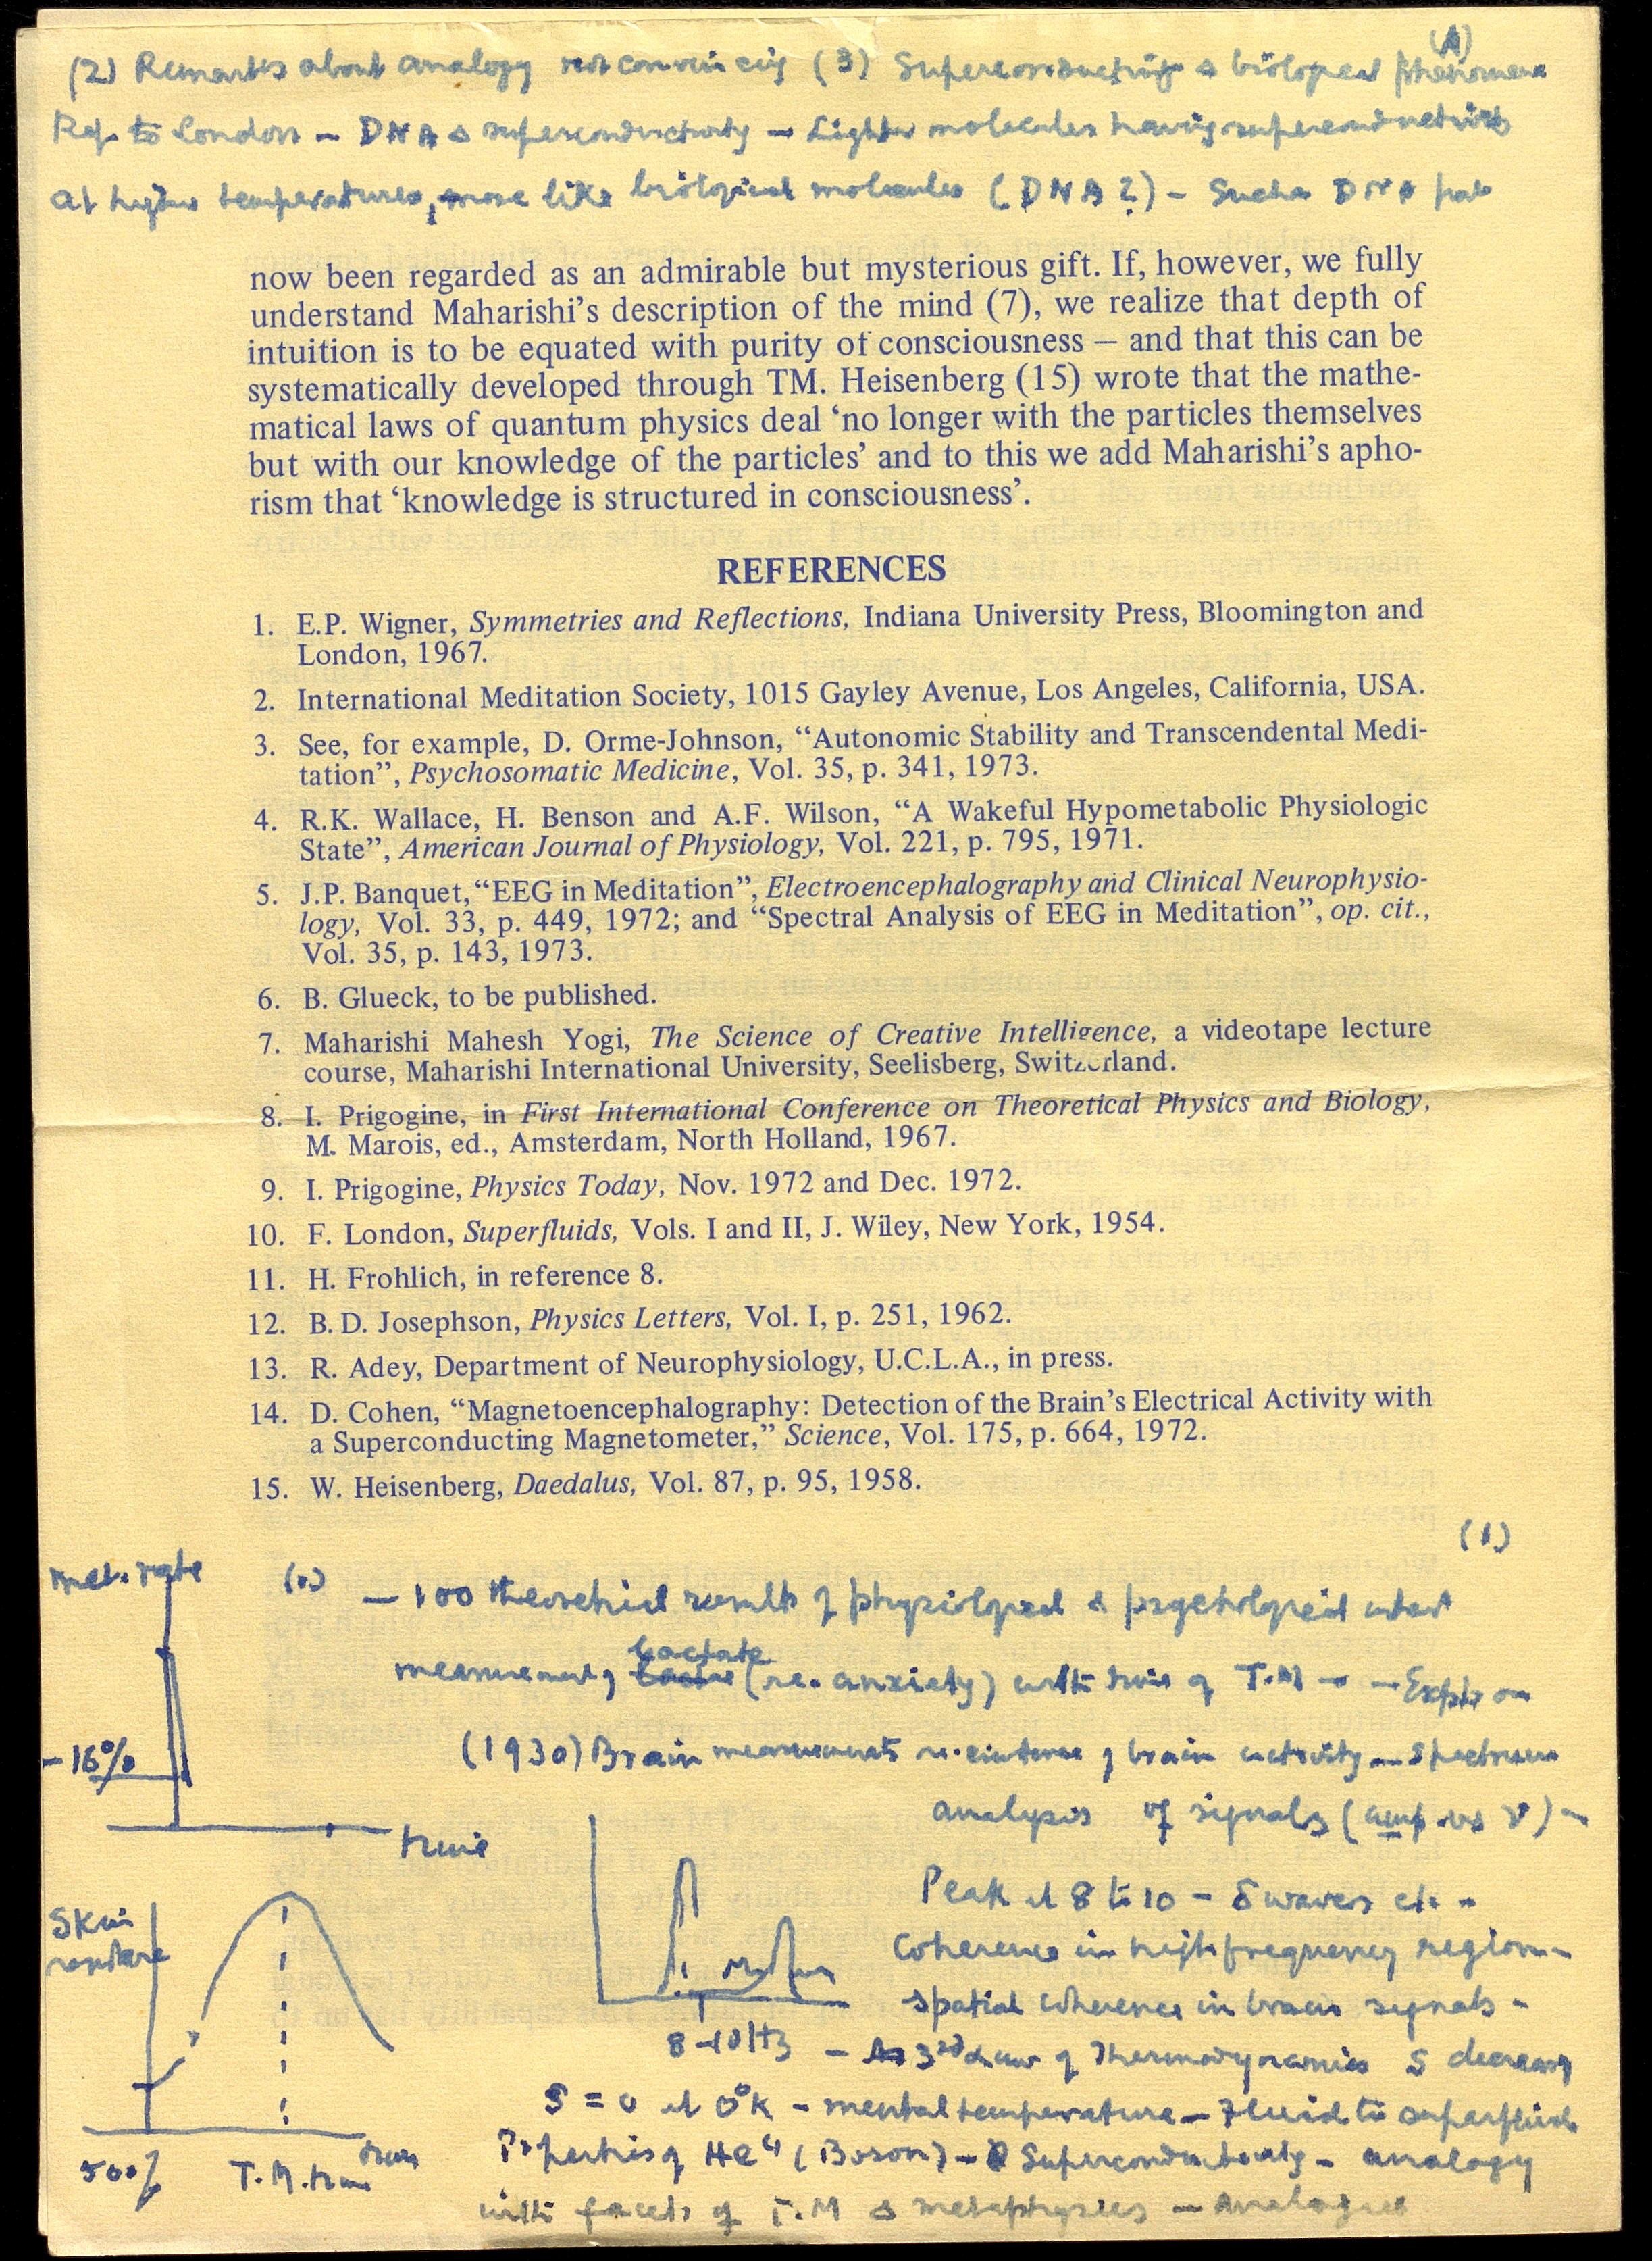 (A)
(2) Remarks about analogy not convincing (3) Superconductivity & biological phenomena
Ref. to London – DNA & superconductivity – Lighter molecules having superconductivity
at higher temperatures, more like biological molecules (DNA?) – Such a DNA
now been regarded as an admirable but mysterious gift. If, however, we fully
understand Maharishi’s description of the mind (7), we realize that depth of
intuition is to be equated with purity of consciousness – and that this can be
systematically developed through TM. Heisenberg (15) wrote that the mathe-
matical laws of quantum physics deal ‘no longer with the particles themselves
but with our knowledge of the particles’ and to this we add Maharishi’s apho-
rism that ‘knowledge is structured in consciousness’.
REFERENCES
1. E.P. Wigner, Symmetries and Reflections, Indiana University Press, Bloomington and
London, 1967.
2. International Meditation Society, 1015 Gayley Avenue, Los Angeles, California, USA.
3. See, for example, D. Orme-Johnson, “Autonomic Stability and Transcendental Medi-
tation”, Psychosomatic Medicine, Vol. 35, p. 341, 1973.
4. R.K. Wallace, H. Benson and A.F. Wilson, “A Wakeful Hypometabolic Physiologic
State”, American Journal of Physiology, Vol. 221, p. 795, 1971.
5. J.P. Banquet, “EEG in Meditation”, Electroencephalography and Clinical Neurophysio-
logy, Vol. 33, p. 449, 1972; and “Spectral Analysis of EEG in Meditation”, op. cit.,
Vol. 35, p. 143, 1973.
6. B. Glueck, to be published.
7. Maharishi Mahesh Yogi, The Science of Creative Intelligence, a videotape lecture
course, Maharishi International University, Seelisberg, Switzerland.
8. I. Prigogine, in First International Conference on Theoretical Physics and Biology,
M. Marois, ed., Amsterdam, North Holland, 1967.
9. I. Prigogine, Physics Today, Nov. 1972 and Dec. 1972.
10. F. London, Superfluids, Vols. I and II, J. Wiley, New York, 1954.
11. H. Frohlich, in reference 8.
12. B.D. Josephson, Physics Letters, Vol. I, p. 251, 1962.
13. R. Adey, Department of Neurophysiology, U.C.L.A., in press.
14. D. Cohen, “Magnetoencephalography: Detection of the Brain’s Electrical Activity with
a Superconducting Magnetometer,” Science, Vol. 175, p. 664, 1972.
15. W. Heisenberg, Daedalus, Vol. 87, p. 95, 1958.
(1)
met. rate
– 100 theoretical results of physiological & psychological
measurement of Lactate (re. anxiety) with time of T.M – – Expts on
(1930) Brain measurements re. existence of brain activity – Spectrum
– 16%
analysis of signals (amp. vs ν) –
time
Peak at 8 to 10 – δ waves etc –
Skin
Coherence in high frequency region –
spatial coherence in brain signals –
8–10 Hz – 3rd Law of Thermodynamics S decreases
S = 0 at 0°K – mental temperature – Fluid to superfluid
Properties of He4 (Boson) – Superconductivity – analogy
500% T.M. time
with facets of T.M & metaphysics – Analogies